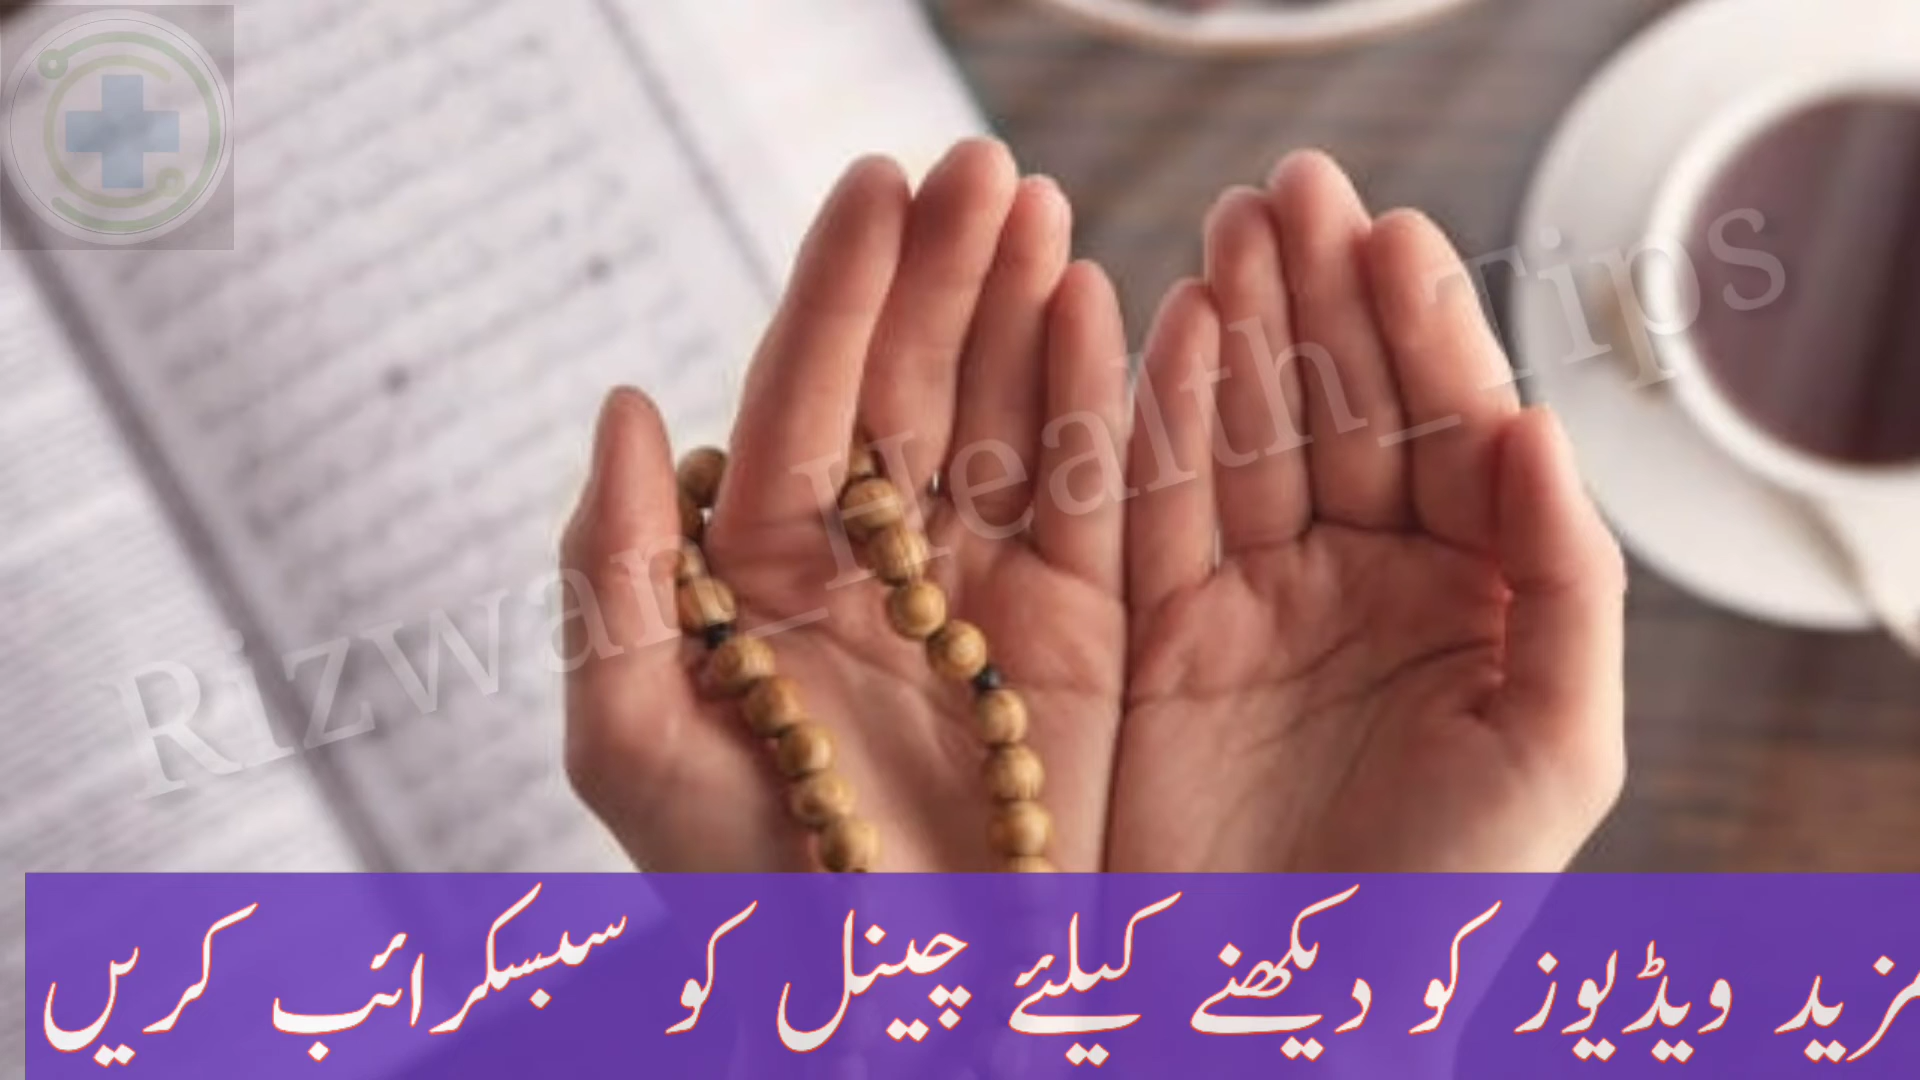 Rizwan_Health_Tips
مزید ویڈیوز کو دیکھنے کیلئے چینل کو سبسکرائب کریں